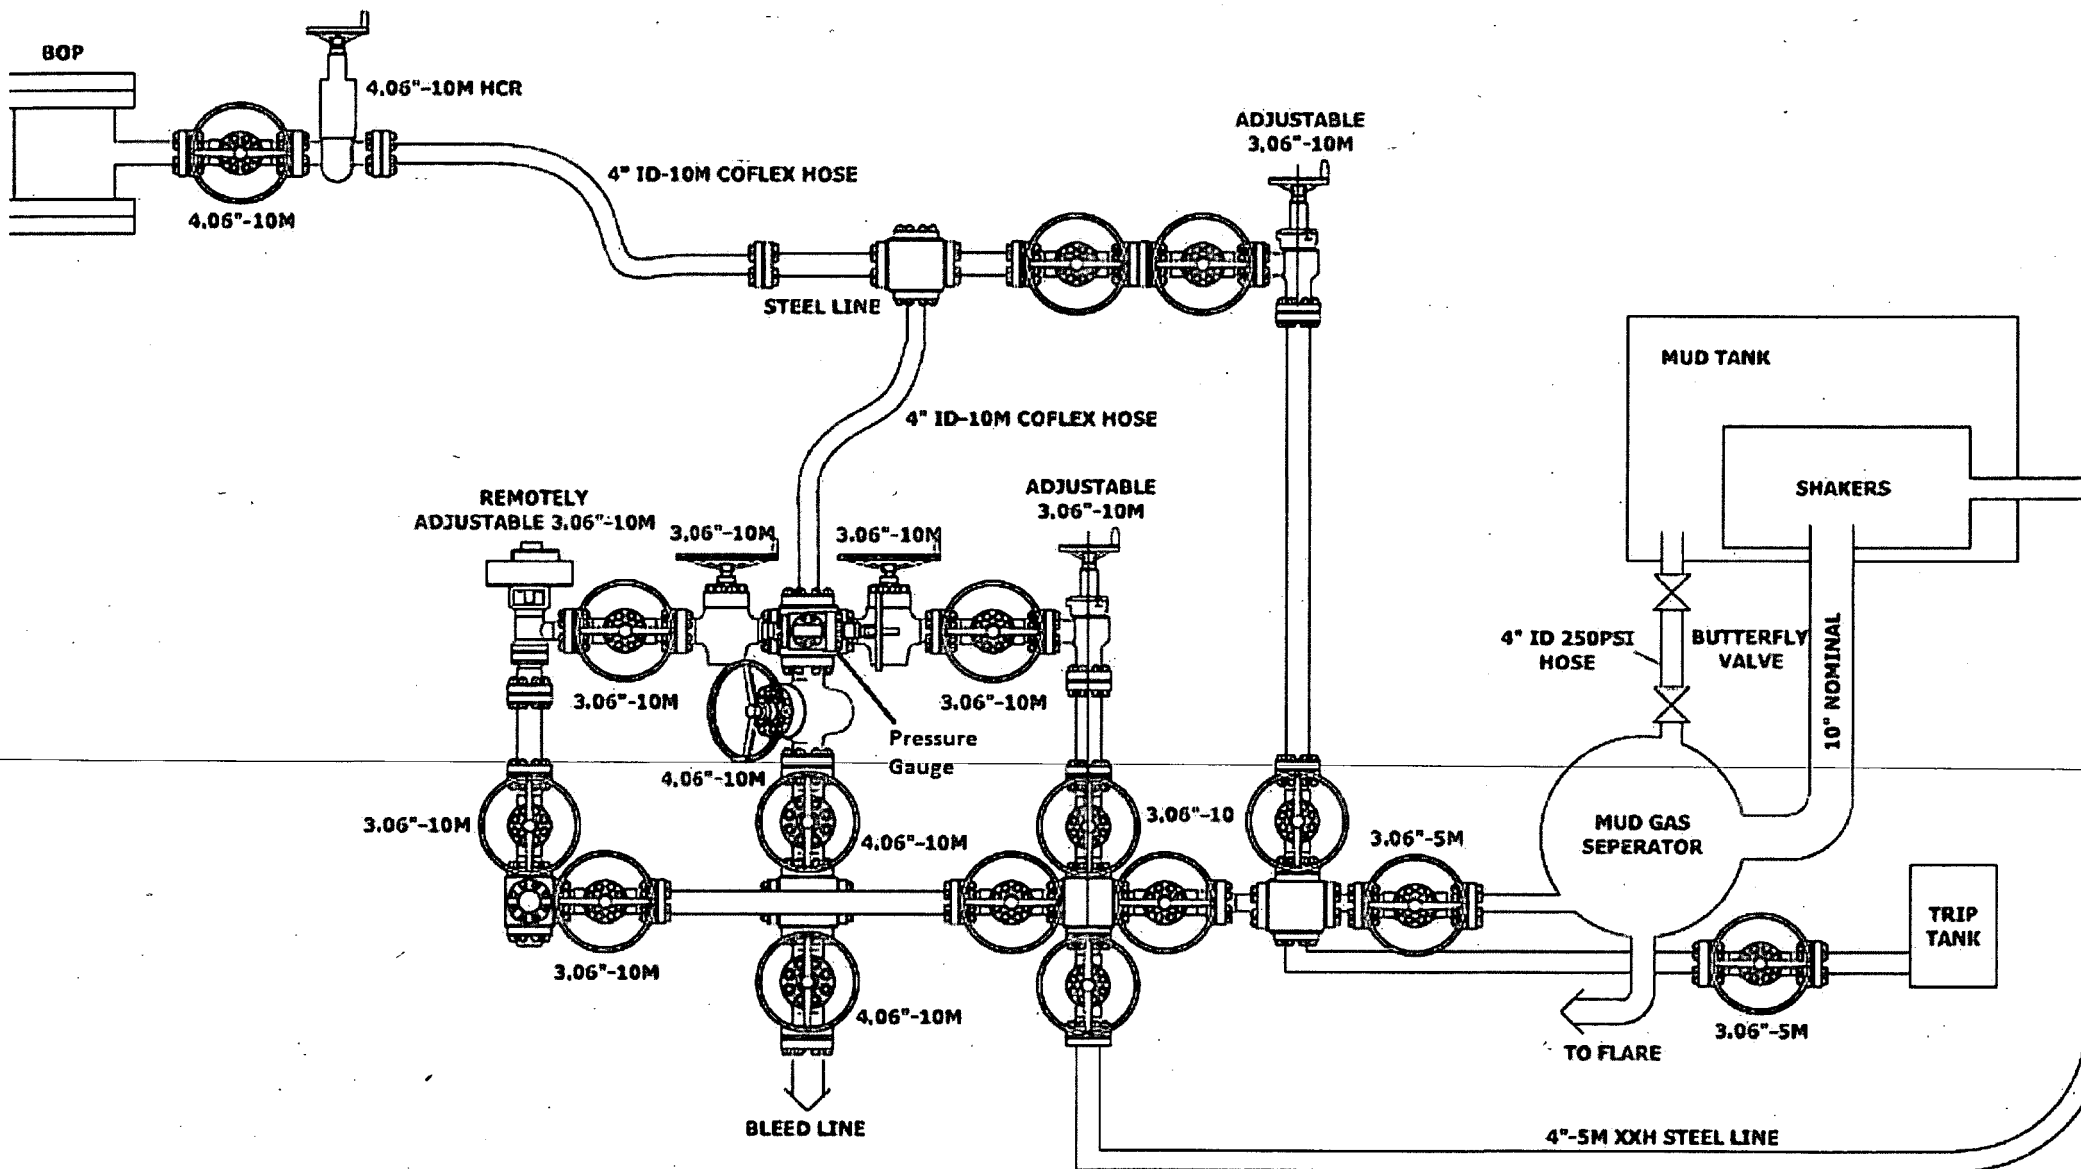 BOP
4.06"-10M HCR
4.06"-10M
4" ID-10M COFLEX HOSE
ADJUSTABLE
3.06"-10M
STEEL LINE
4" ID-10M COFLEX HOSE
MUD TANK
SHAKERS
REMOTELY
ADJUSTABLE 3.06"-10M
3.06"-10M
3.06"-10M
ADJUSTABLE
3.06"-10M
3.06"-10M
3.06"-10M
4" ID 250PSI
HOSE
BUTTERFLY
VALVE
10" NOMINAL
Pressure
Gauge
4.06"-10M
3.06"-10M
4.06"-10M
3.06"-10
3.06"-5M
MUD GAS
SEPERATOR
TRIP
TANK
3.06"-10M
4.06"-10M
3.06"-5M
TO FLARE
BLEED LINE
4"-5M XXH STEEL LINE